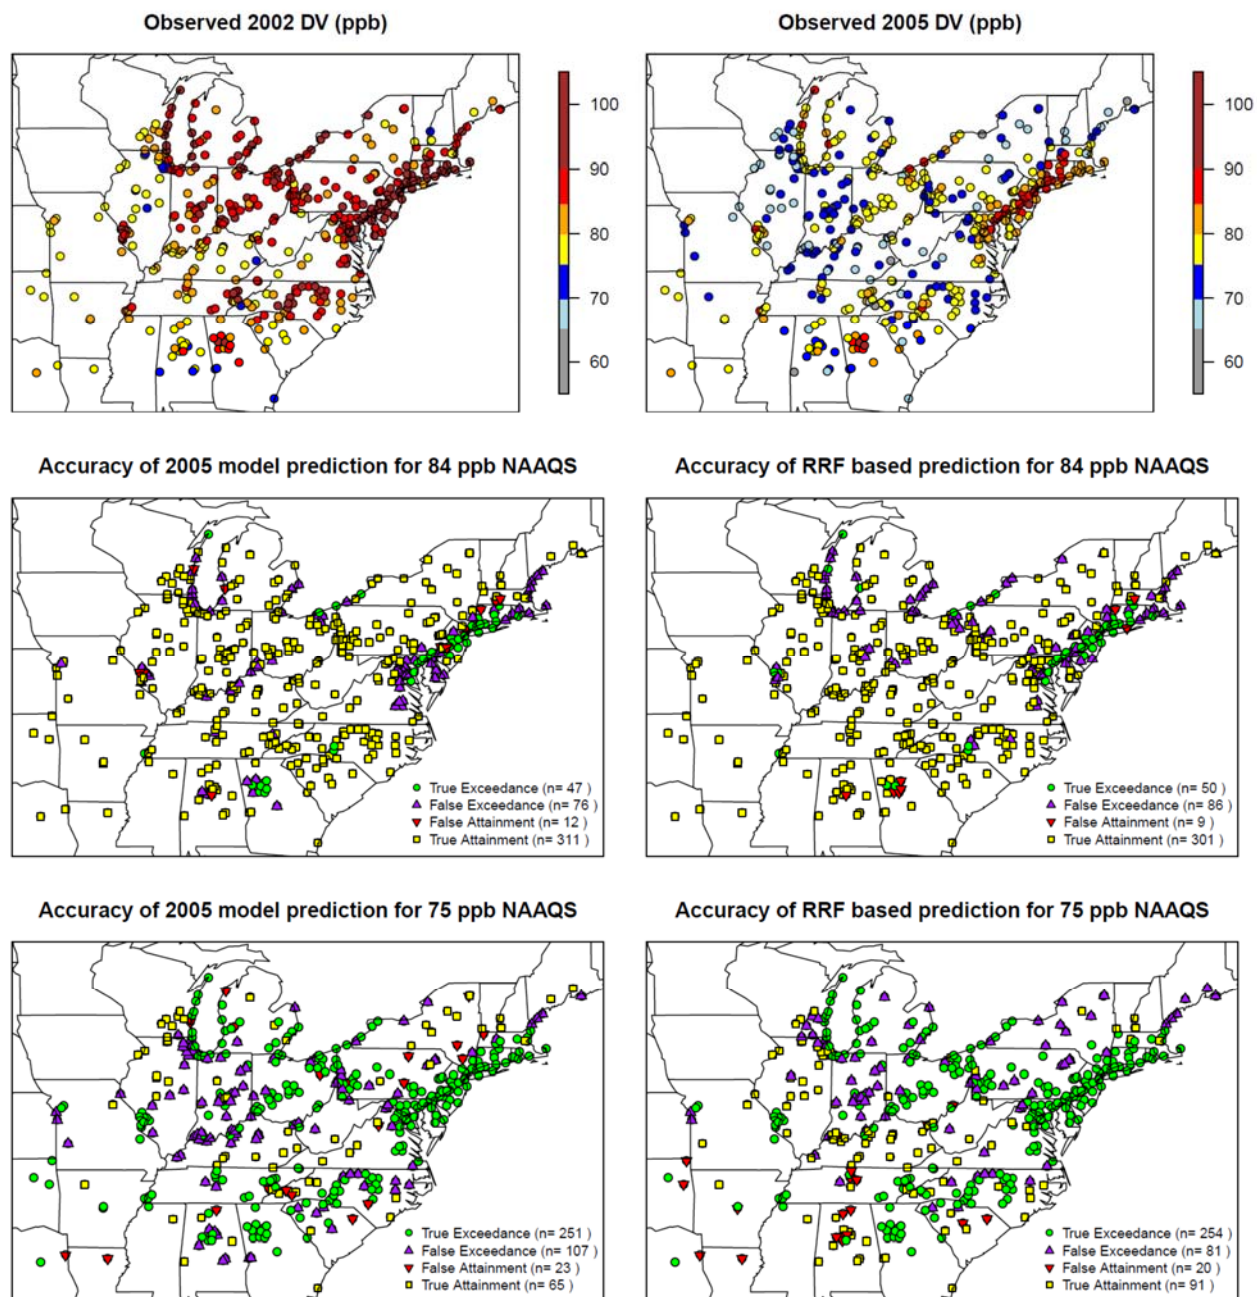 Observed 2002 DV (ppb)
Observed 2005 DV (ppb)
100
90
80
70
60
100
90
80
70
60
Accuracy of 2005 model prediction for 84 ppb NAAQS
Accuracy of RRF based prediction for 84 ppb NAAQS
True Exceedance (n= 47 )
False Exceedance (n= 76 )
False Attainment (n= 12 )
True Attainment (n= 311 )
True Exceedance (n= 50 )
False Exceedance (n= 86 )
False Attainment (n= 9 )
True Attainment (n= 301 )
Accuracy of 2005 model prediction for 75 ppb NAAQS
Accuracy of RRF based prediction for 75 ppb NAAQS
True Exceedance (n= 251 )
False Exceedance (n= 107 )
False Attainment (n= 23 )
True Attainment (n= 65 )
True Exceedance (n= 254 )
False Exceedance (n= 81 )
False Attainment (n= 20 )
True Attainment (n= 91 )